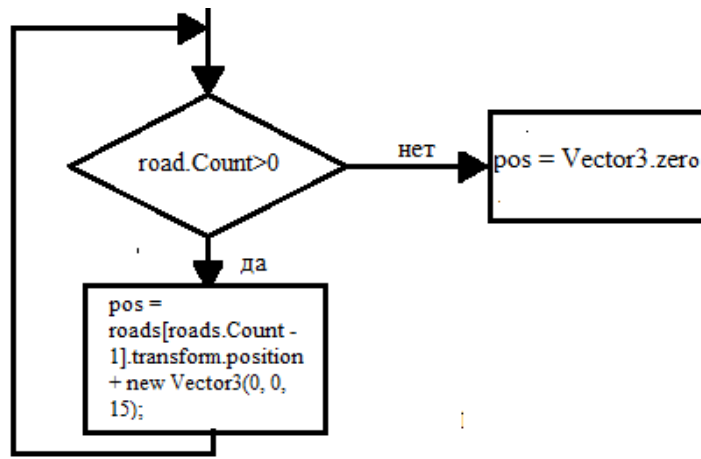 road.Count>0
нет
pos = Vector3.zero
да
pos =
roads[roads.Count -
1].transform.position
+ new Vector3(0, 0,
15);